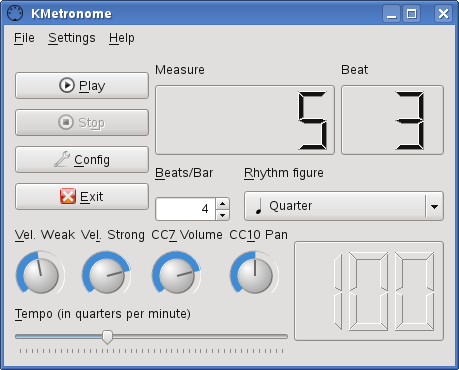 KMetronome
File Settings Help
Play
Stop
Config
Exit
Measure
5
Beat
3
Beats/Bar
4
Rhythm figure
Quarter
Vel. Weak
Vel. Strong
CC7 Volume
CC10 Pan
Tempo (in quarters per minute)
100